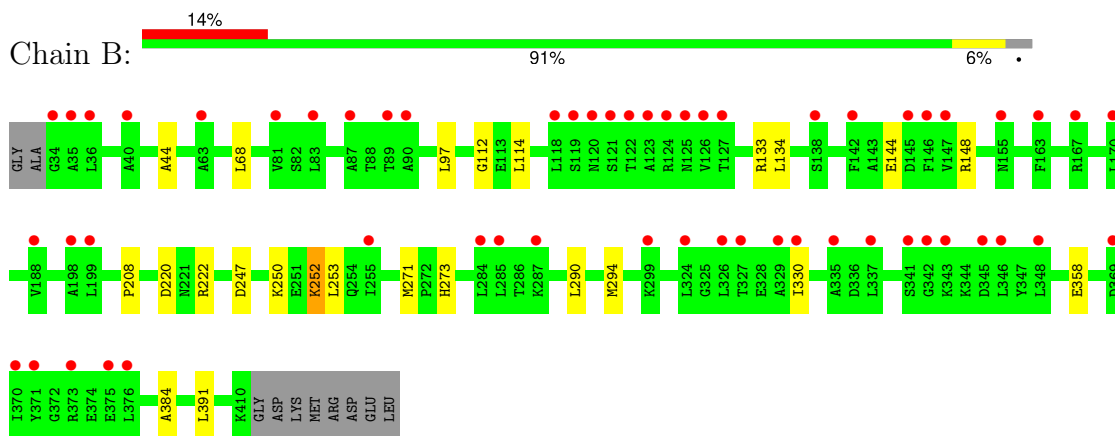 14%
Chain B:
91% 6% •
GLY ALA G34 A35 L36 A40 A44 A63 L68 V81 S82 L83 A87 T88 T89 A90 L97 G112 E113 L114 L118 S119 N120 S121 T122 A123 R124 N125 V126 T127 R133 L134 S138 F142 A143 E144 D145 F146 V147 R148 N155 F163 R167 L170
V188 A198 L199 P208 D220 N221 R222 D247 K250 E251 K252 L253 Q254 I255 M271 P272 H273 L284 L285 T286 K287 L290 M294 K299 L324 G325 L326 T327 E328 A329 I330 A335 D336 L337 S341 G342 K343 K344 D345 L346 Y347 L348 E358 D369
I370 Y371 G372 R373 E374 E375 L376 A384 L391 K410 GLY ASP LYS MET ARG ASP GLU LEU